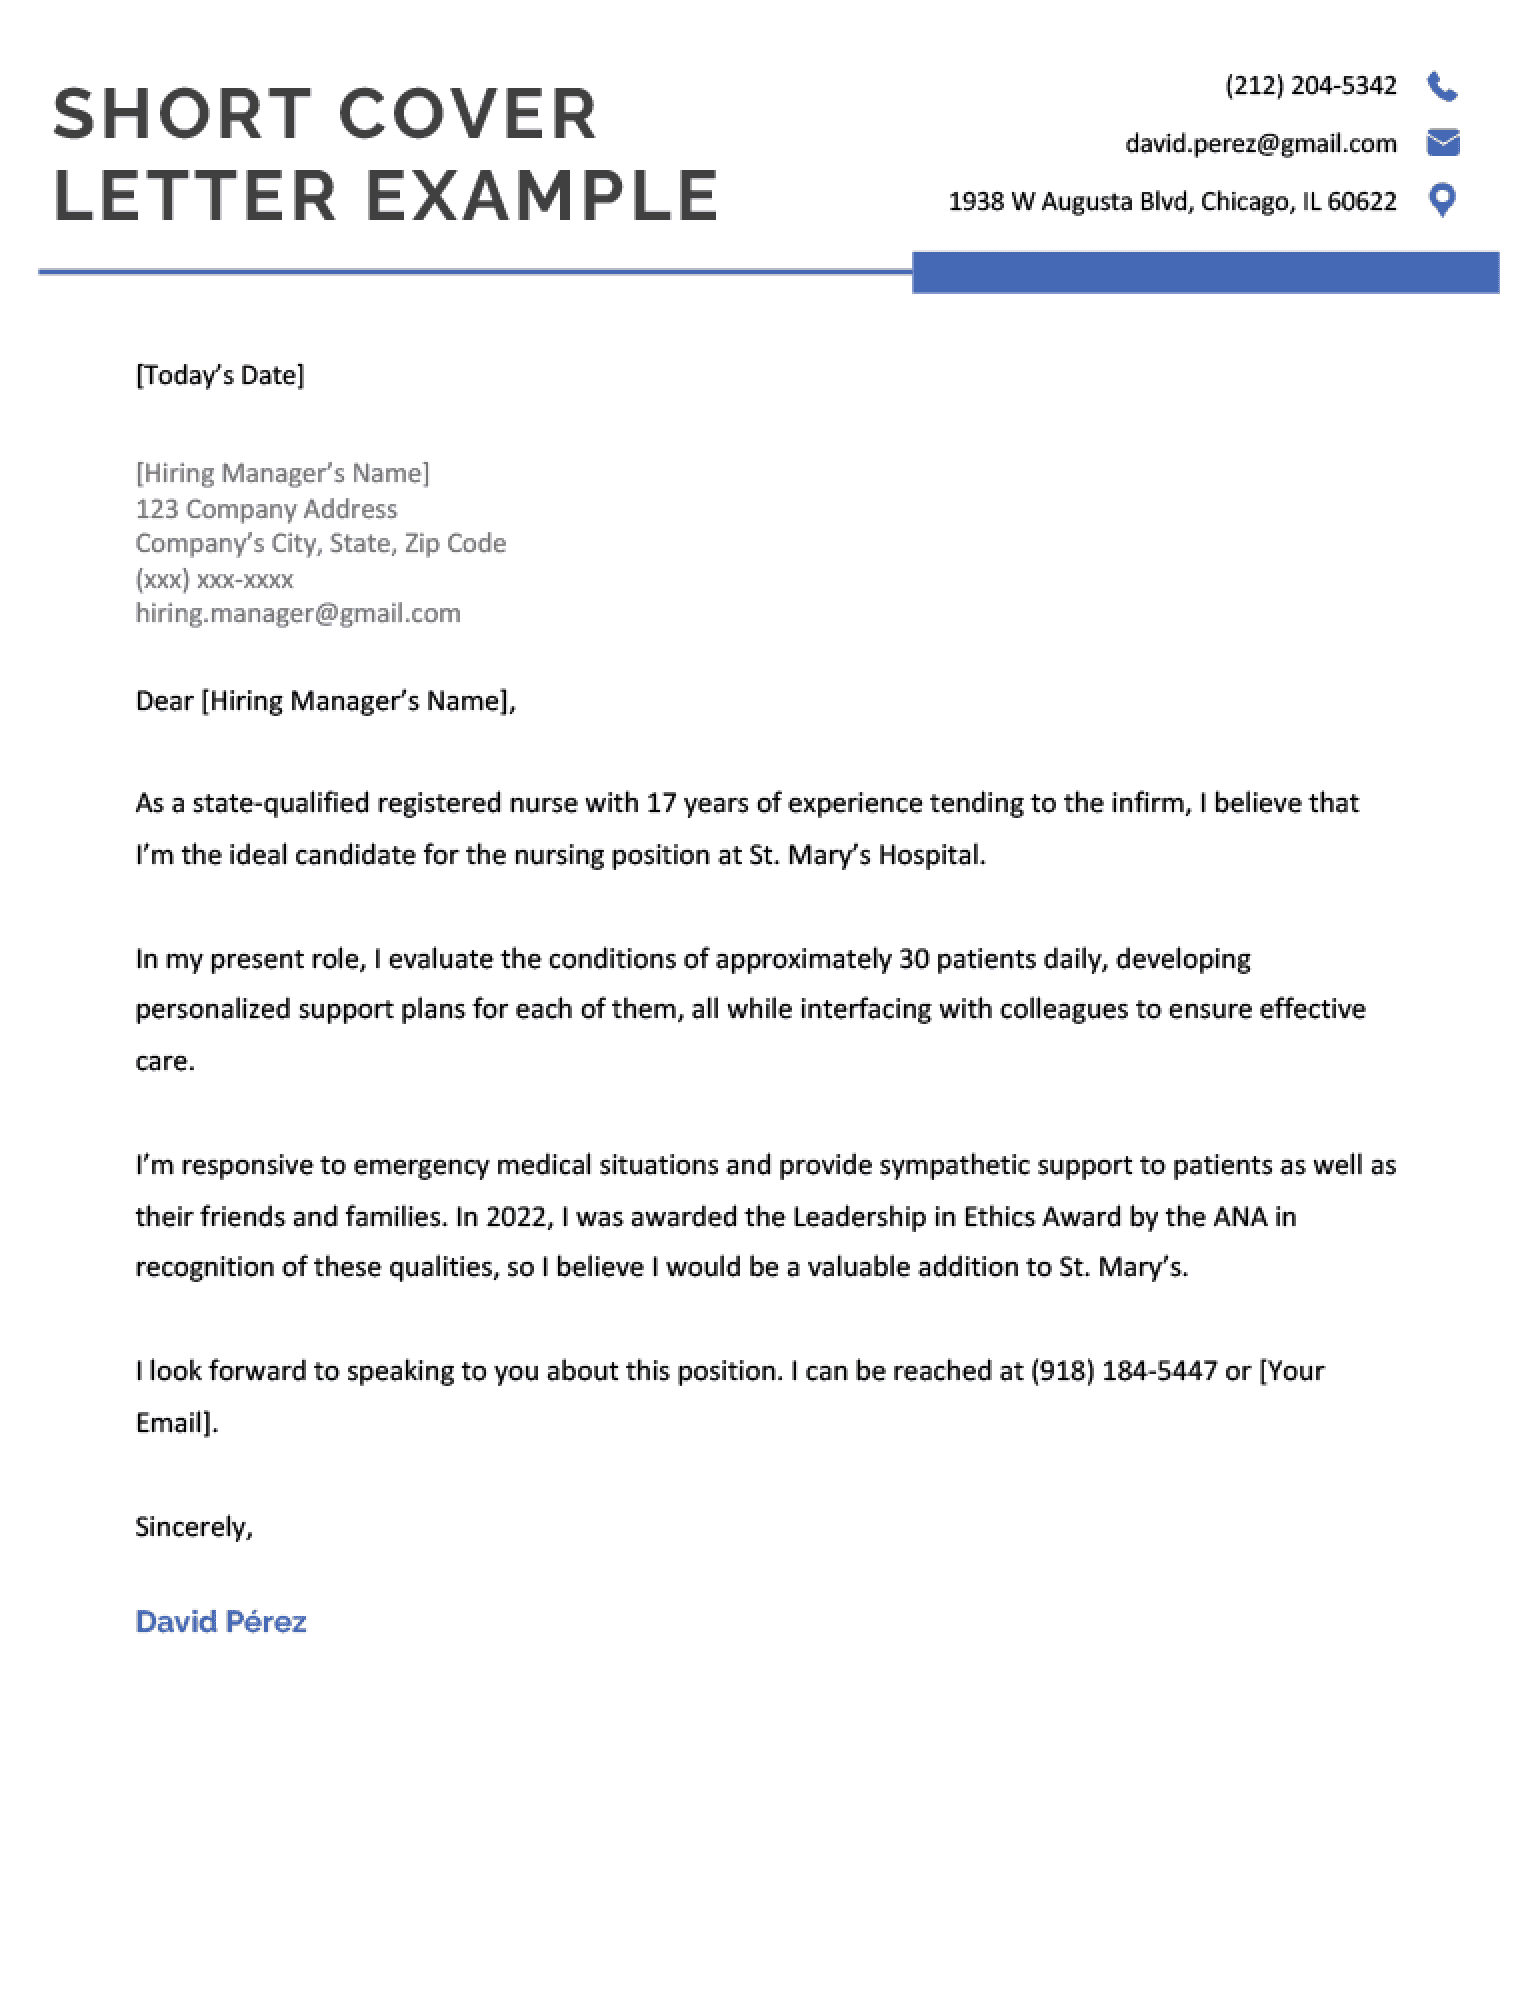 SHORT COVER
LETTER EXAMPLE
(212) 204-5342
david.perez@gmail.com
1938 W Augusta Blvd, Chicago, IL 60622
[Today’s Date]
[Hiring Manager’s Name]
123 Company Address
Company’s City, State, Zip Code
(xxx) xxx-xxxx
hiring.manager@gmail.com
Dear [Hiring Manager’s Name],
As a state-qualified registered nurse with 17 years of experience tending to the infirm, I believe that
I’m the ideal candidate for the nursing position at St. Mary’s Hospital.
In my present role, I evaluate the conditions of approximately 30 patients daily, developing
personalized support plans for each of them, all while interfacing with colleagues to ensure effective
care.
I’m responsive to emergency medical situations and provide sympathetic support to patients as well as
their friends and families. In 2022, I was awarded the Leadership in Ethics Award by the ANA in
recognition of these qualities, so I believe I would be a valuable addition to St. Mary’s.
I look forward to speaking to you about this position. I can be reached at (918) 184-5447 or [Your
Email].
Sincerely,
David Pérez